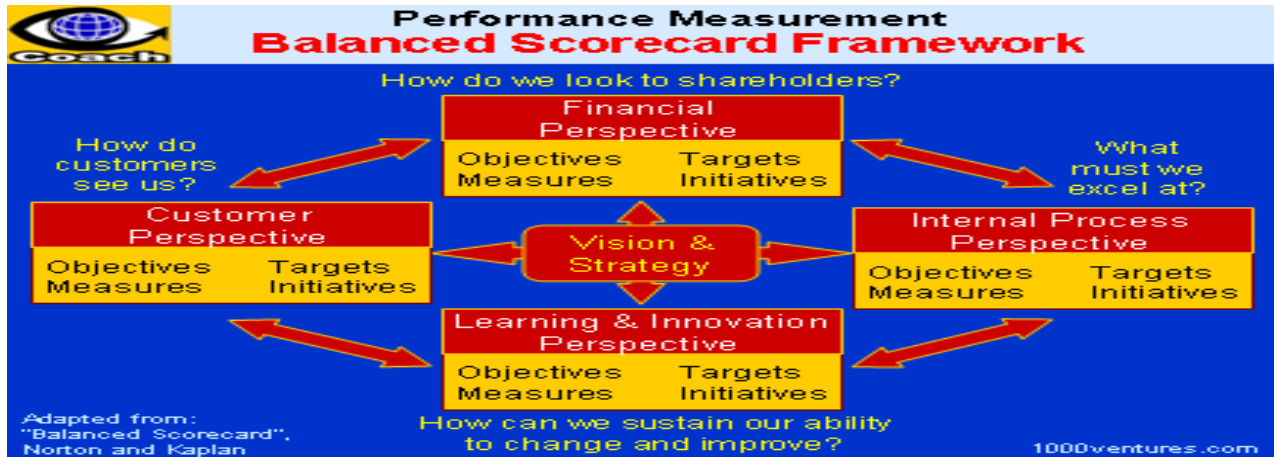 Coach
Performance Measurement
Balanced Scorecard Framework
How do we look to shareholders?
Financial
Perspective
Objectives Targets
Measures Initiatives
How do
customers
see us?
Customer
Perspective
Objectives Targets
Measures Initiatives
Vision &
Strategy
What
must we
excel at?
Internal Process
Perspective
Objectives Targets
Measures Initiatives
Learning & Innovation
Perspective
Objectives Targets
Measures Initiatives
How can we sustain our ability
to change and improve?
Adapted from:
"Balanced Scorecard",
Norton and Kaplan
1000ventures.com